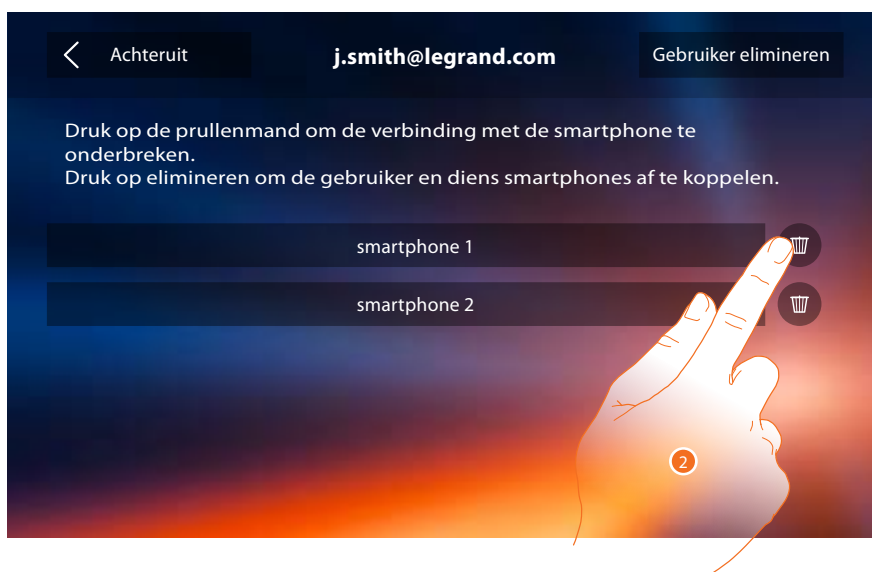 Achteruit
j.smith@legrand.com
Gebruiker elimineren
Druk op de prullenmand om de verbinding met de smartphone te
onderbreken.
Druk op elimineren om de gebruiker en diens smartphones af te koppelen.
smartphone 1
smartphone 2
2